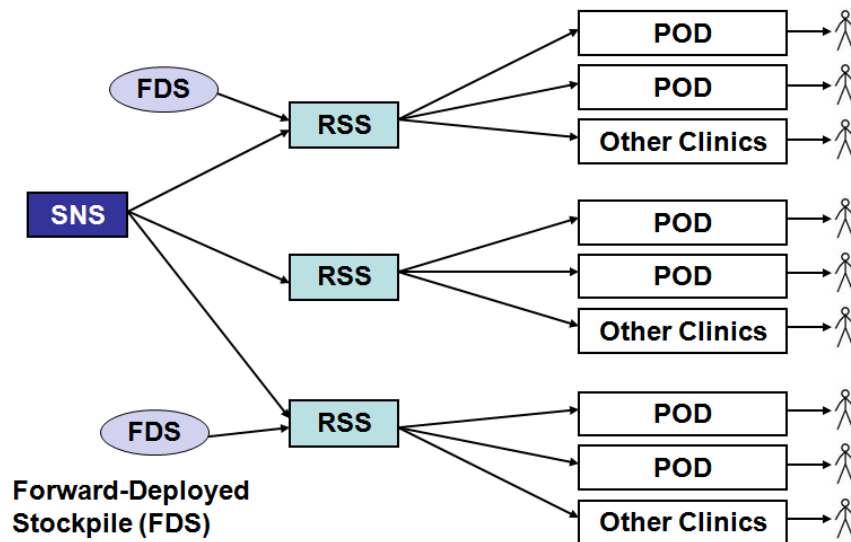 POD
FDS
POD
RSS
Other Clinics
SNS
POD
RSS
POD
Other Clinics
FDS
RSS
POD
POD
Other Clinics
Forward-Deployed
Stockpile (FDS)